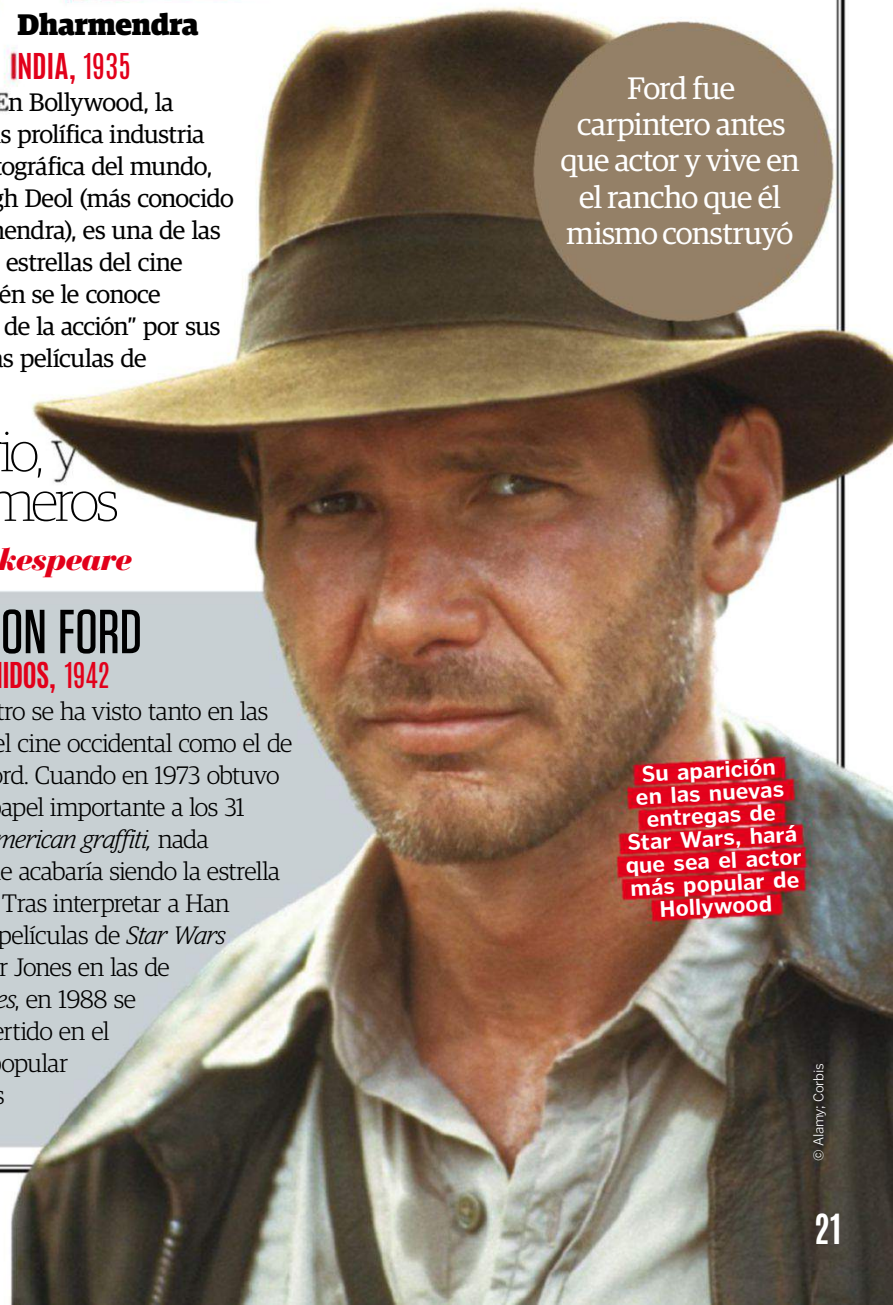 Dharmendra
INDIA, 1935
En Bollywood, la
s prolífica industria
tográfica del mundo,
gh Deol (más conocido
nendra), es una de las
estrellas del cine
én se le conoce
de la acción” por sus
as películas de
io, y
meros
kespeare
ON FORD
IDOS, 1942
tro se ha visto tanto en las
el cine occidental como el de
ord. Cuando en 1973 obtuvo
papel importante a los 31
merican graffiti, nada
e acabaría siendo la estrella
Tras interpretar a Han
películas de Star Wars
r Jones en las de
es, en 1988 se
ertido en el
popular
s
Ford fue
carpintero antes
que actor y vive en
el rancho que él
mismo construyó
Su aparición
en las nuevas
entregas de
Star Wars, hará
que sea el actor
más popular de
Hollywood
© Alamy; Corbis
21